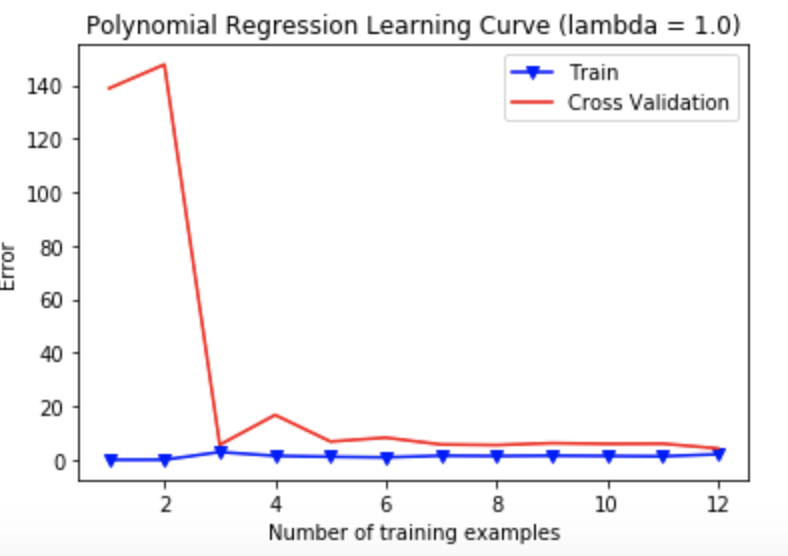 Polynomial Regression Learning Curve (lambda = 1.0)
Train
Cross Validation
140
120
100
80
60
40
20
0
Error
2 4 6 8 10 12
Number of training examples